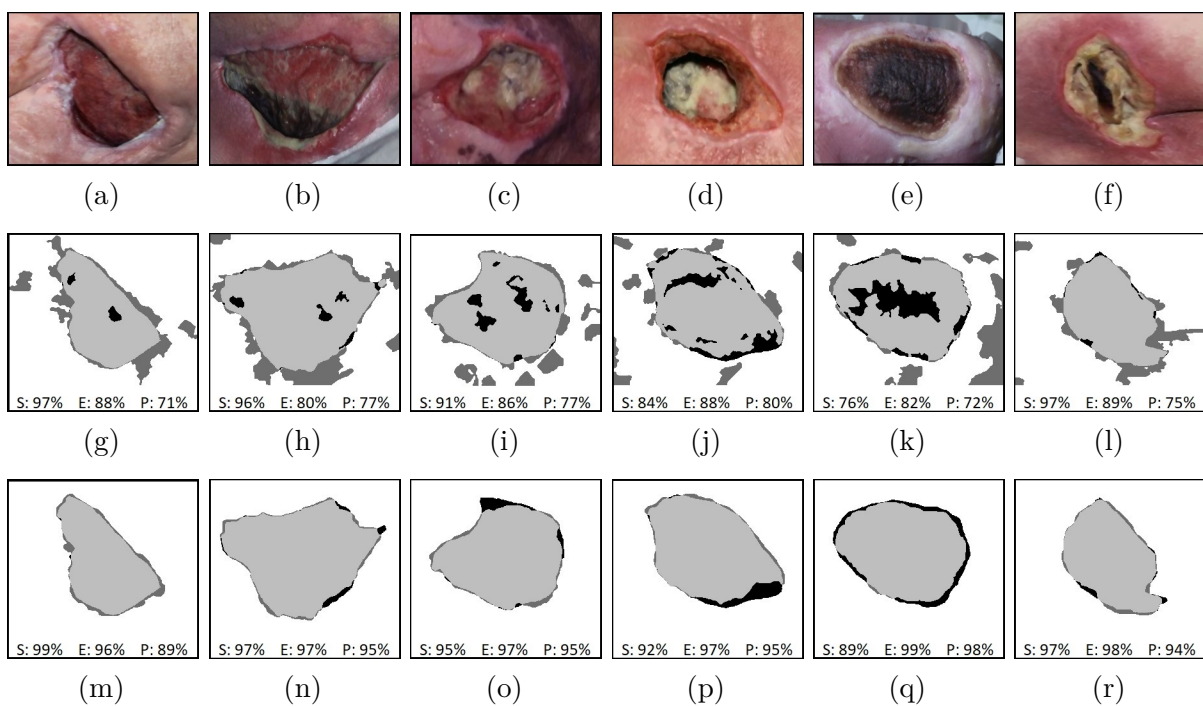 (a) (b) (c) (d) (e) (f)
S: 97% E: 88% P: 71% S: 96% E: 80% P: 77% S: 91% E: 86% P: 77% S: 84% E: 88% P: 80% S: 76% E: 82% P: 72% S: 97% E: 89% P: 75%
(g) (h) (i) (j) (k) (l)
S: 99% E: 96% P: 89% S: 97% E: 97% P: 95% S: 95% E: 97% P: 95% S: 92% E: 97% P: 95% S: 89% E: 99% P: 98% S: 97% E: 98% P: 94%
(m) (n) (o) (p) (q) (r)